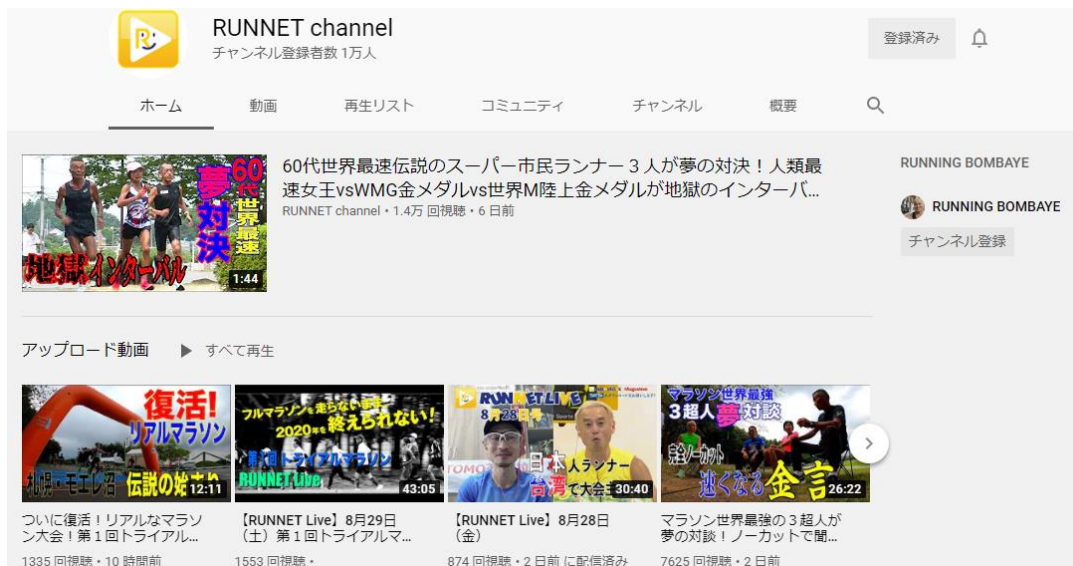 RUNNET channel
チャンネル登録者数 1万人
登録済み
ホーム 動画 再生リスト コミュニティ チャンネル 概要
60代
世界最速
夢対決
地獄インターバル
1:44
60代世界最速伝説のスーパー市民ランナー３人が夢の対決！人類最
速女王vsWMG金メダルvs世界M陸上金メダルが地獄のインターバ...
RUNNET channel・1.4万 回視聴・6 日前
RUNNING BOMBAYE
RUNNING BOMBAYE
チャンネル登録
アップロード動画 すべて再生
復活!
リアルマラソン
札幌 モエレ沼 伝説の始まり
12:11
フルマラソンを走らないまま
2020年を終えられない!
第1回トライアルマラソン
RUNNET Live
43:05
RUNNETLIVE
8月28日号
日本人ランナー
台湾で大会
30:40
マラソン世界最強
3超人夢対談
完全ノーカット
速くなる金言
26:22
ついに復活！リアルなマラソ
ン大会！第１回トライアル...
1335 回視聴・10 時間前
【RUNNET Live】8月29日
（土）第１回トライアルマ...
1553 回視聴・
【RUNNET Live】8月28日
（金）
874 回視聴・2 日前 に配信済み
マラソン世界最強の３超人が
夢の対談！ノーカットで聞...
7625 回視聴・2 日前